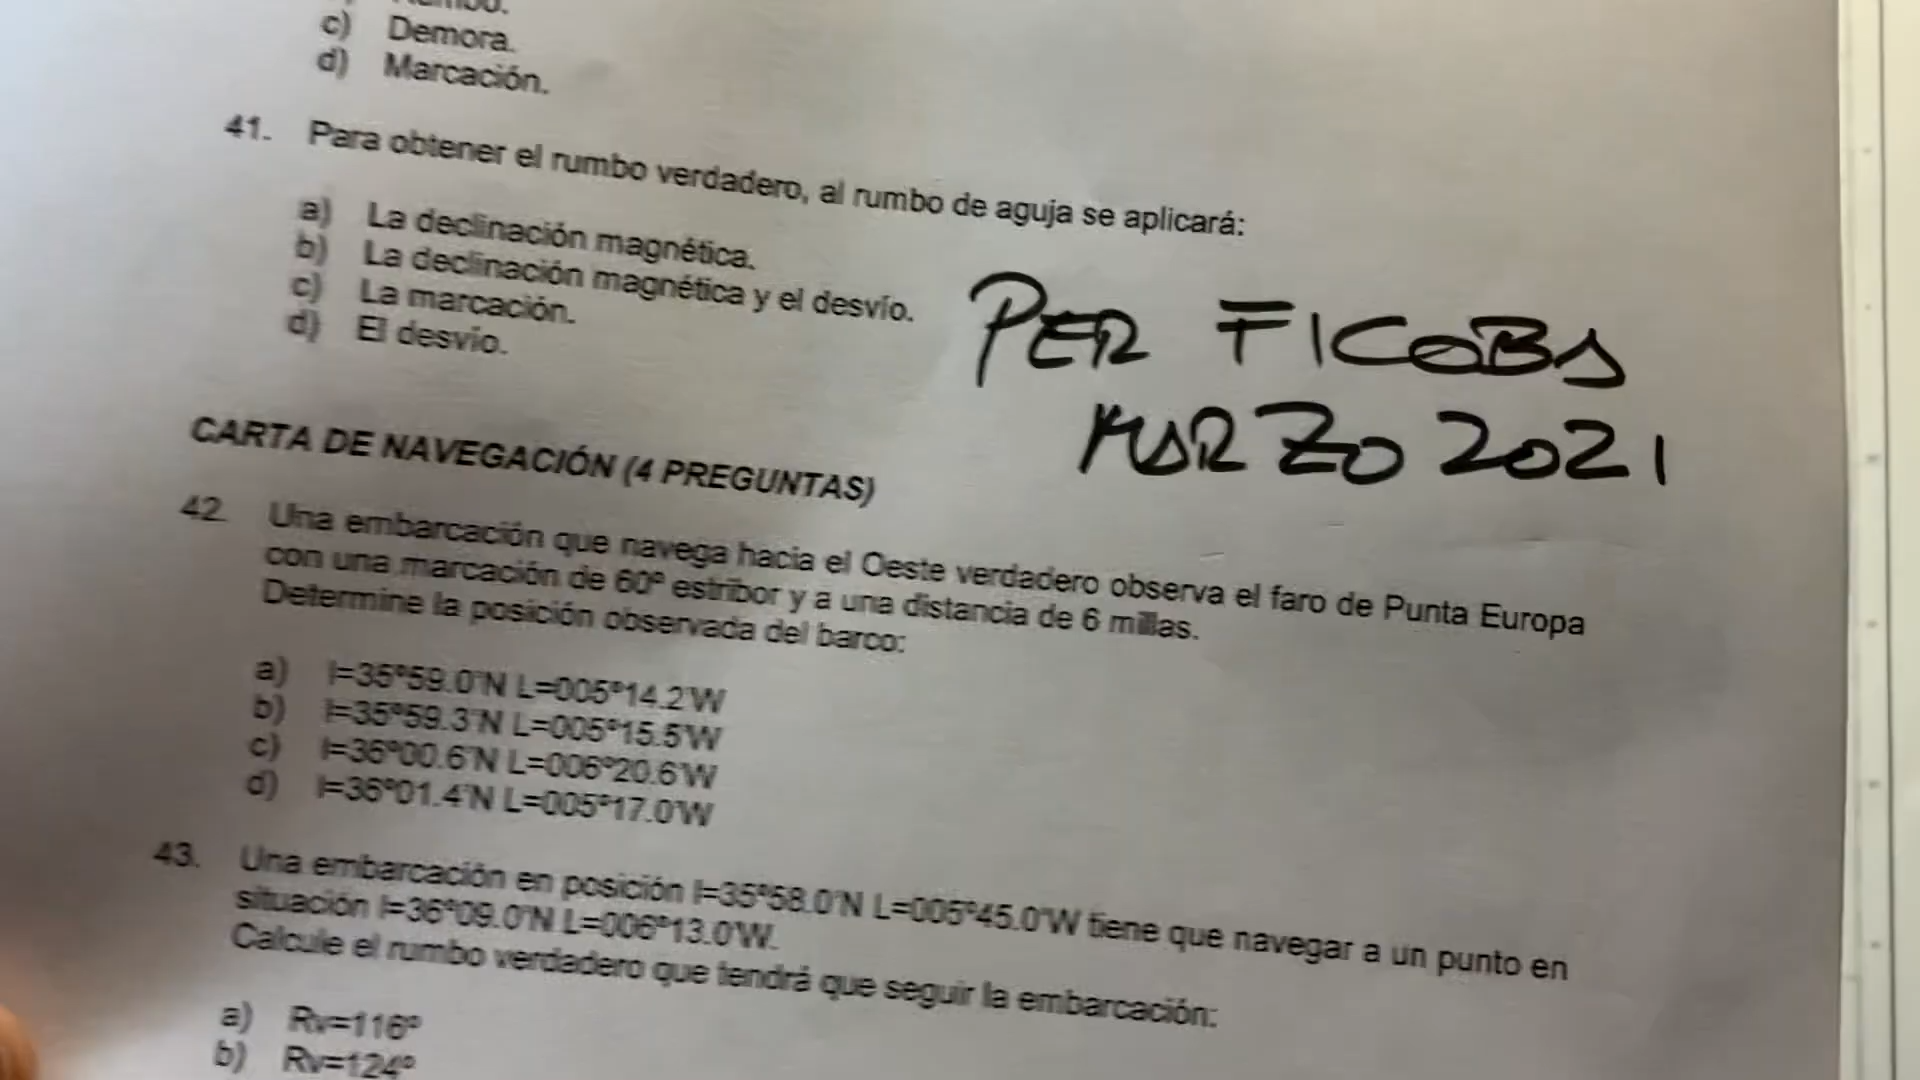 c) Demora.
d) Marcación.
41. Para obtener el rumbo verdadero, al rumbo de aguja se aplicará:
a) La declinación magnética.
b) La declinación magnética y el desvío.
c) La marcación.
d) El desvío.
PER FICOBA
MARZO 2021
CARTA DE NAVEGACIÓN (4 PREGUNTAS)
42. Una embarcación que navega hacia el Oeste verdadero observa el faro de Punta Europa
con una marcación de 60º estribor y a una distancia de 6 millas.
Determine la posición observada del barco:
a) l=35º59.0'N L=005º14.2'W
b) l=35º59.3'N L=005º15.5'W
c) l=36º00.6'N L=006º20.6'W
d) l=36º01.4'N L=005º17.0'W
43. Una embarcación en posición l=35º58.0'N L=005º45.0'W tiene que navegar a un punto en
situación l=36º09.0'N L=006º13.0'W.
Calcule el rumbo verdadero que tendrá que seguir la embarcación:
a) Rv=116º
b) Rv=124º